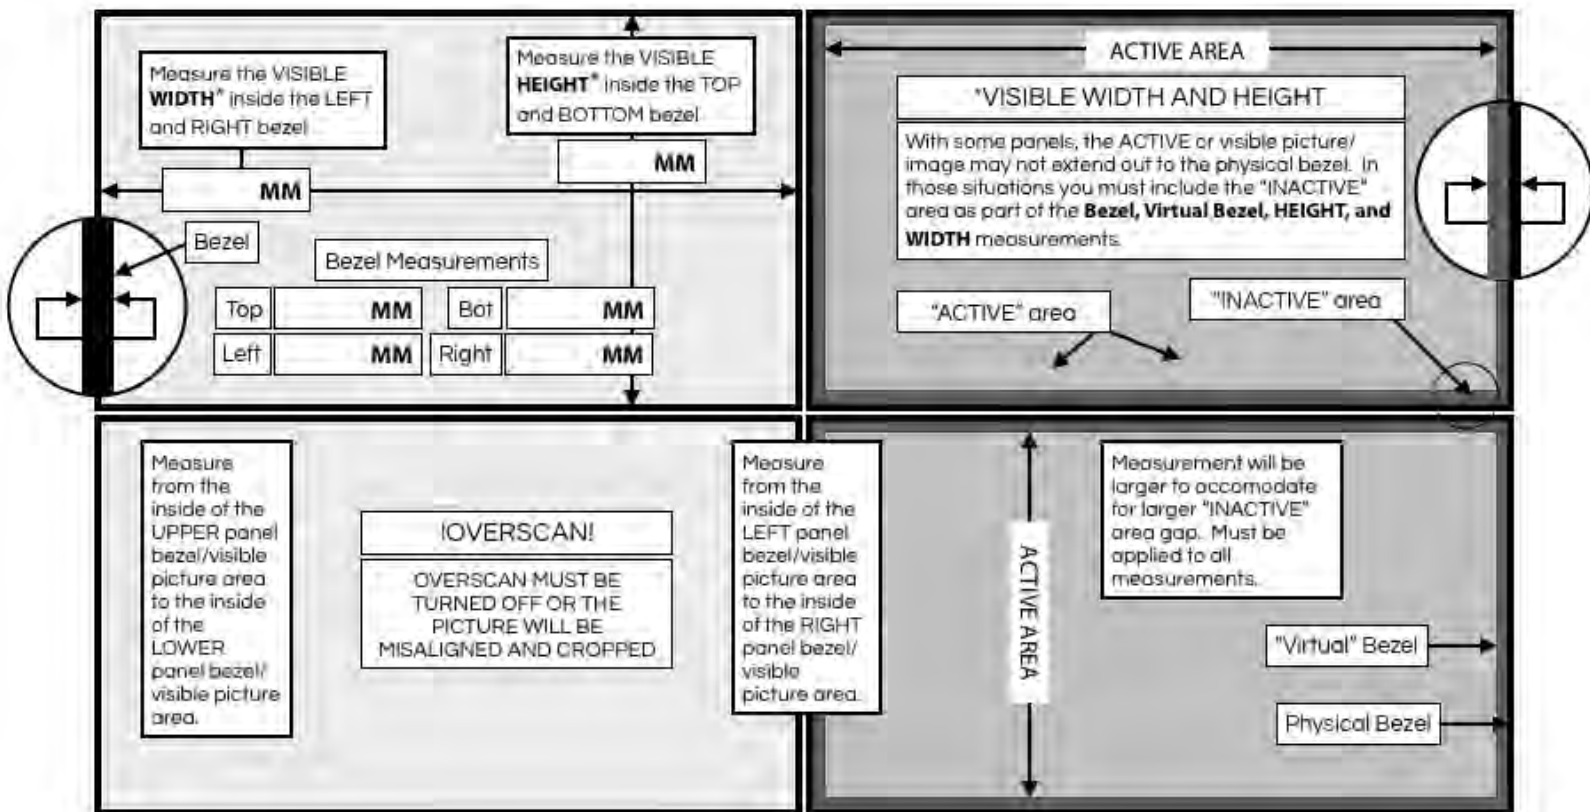 Measure the VISIBLE
WIDTH* inside the LEFT
and RIGHT bezel
MM
Measure the VISIBLE
HEIGHT* inside the TOP
and BOTTOM bezel
MM
Bezel
Bezel Measurements
Top MM Bot MM
Left MM Right MM
ACTIVE AREA
*VISIBLE WIDTH AND HEIGHT
With some panels, the ACTIVE or visible picture/
image may not extend out to the physical bezel. In
those situations you must include the "INACTIVE"
area as part of the Bezel, Virtual Bezel, HEIGHT, and
WIDTH measurements.
"ACTIVE" area
"INACTIVE" area
Measure
from the
inside of the
UPPER panel
bezel/visible
picture area
to the inside
of the
LOWER
panel bezel/
visible picture
area.
!OVERSCAN!
OVERSCAN MUST BE
TURNED OFF OR THE
PICTURE WILL BE
MISALIGNED AND CROPPED
Measure
from the
inside of the
LEFT panel
bezel/visible
picture area
to the inside
of the RIGHT
panel bezel/
visible
picture area.
ACTIVE AREA
Measurement will be
larger to accomodate
for larger "INACTIVE"
area gap. Must be
applied to all
measurements.
"Virtual" Bezel
Physical Bezel